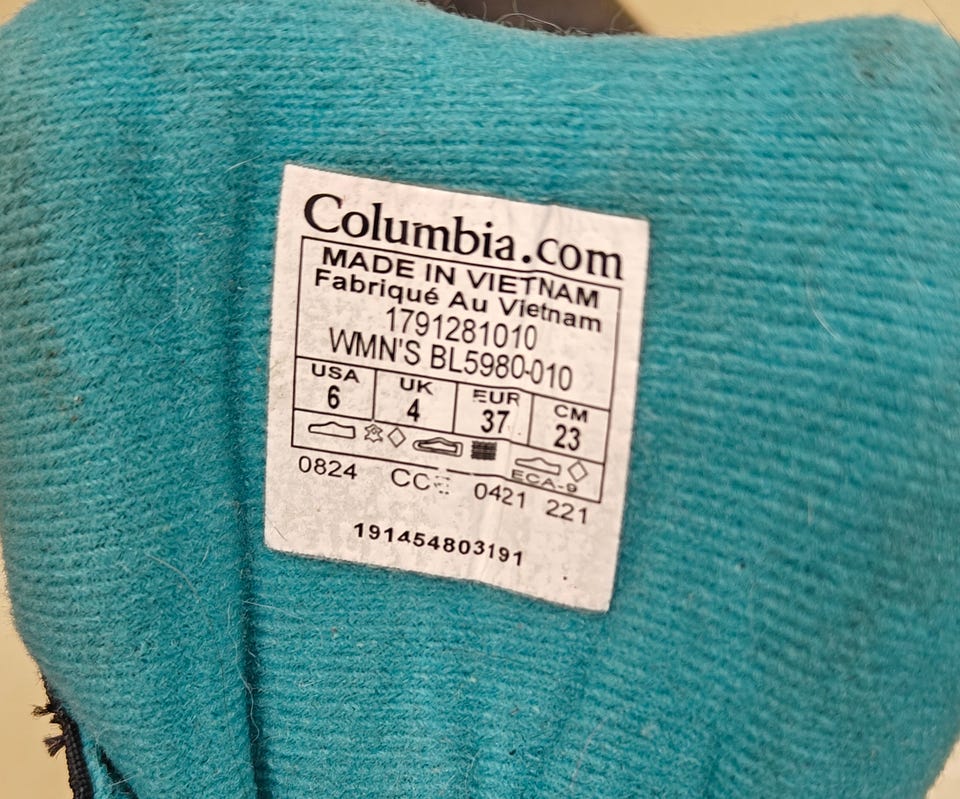 Columbia.com
MADE IN VIETNAM
Fabriqué Au Vietnam
1791281010
WMN'S BL5980-010
USA UK EUR CM
6 4 37 23
ECA-9
0824 0421 221
191454803191